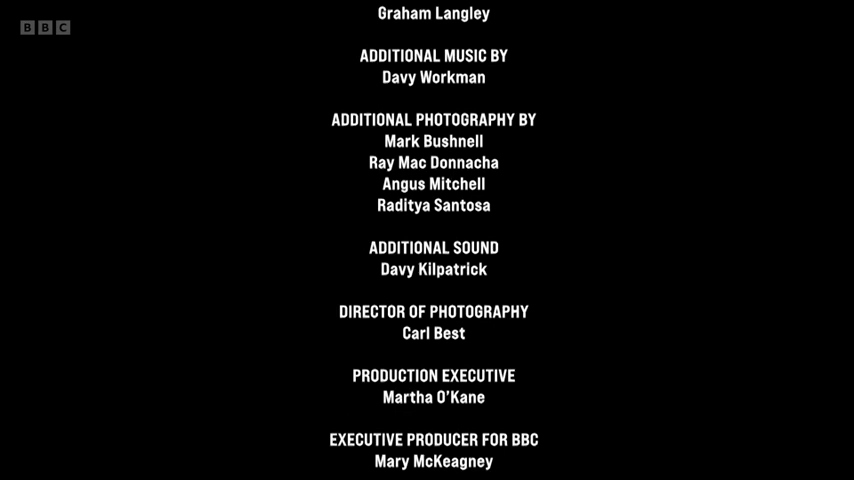 BBC
Graham Langley
ADDITIONAL MUSIC BY
Davy Workman
ADDITIONAL PHOTOGRAPHY BY
Mark Bushnell
Ray Mac Donnacha
Angus Mitchell
Raditya Santosa
ADDITIONAL SOUND
Davy Kilpatrick
DIRECTOR OF PHOTOGRAPHY
Carl Best
PRODUCTION EXECUTIVE
Martha O'Kane
EXECUTIVE PRODUCER FOR BBC
Mary McKeagney